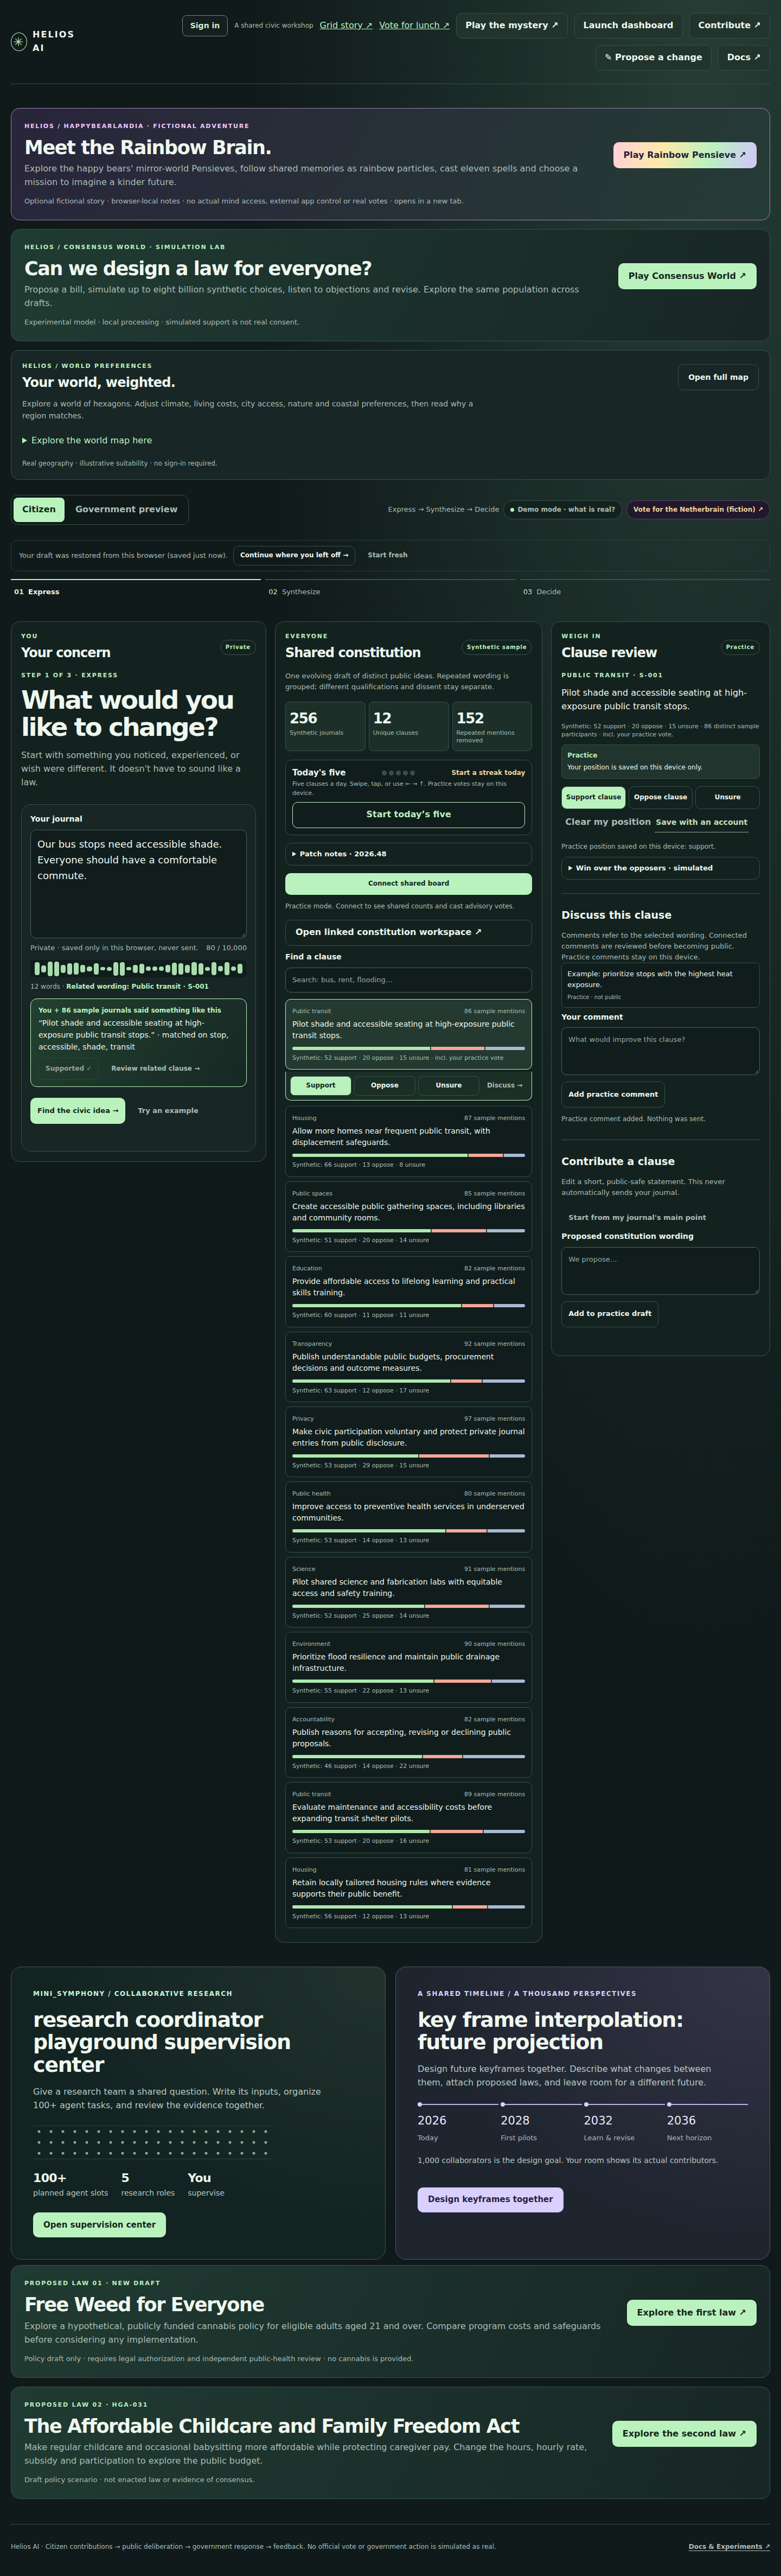 HELIOS
AI
Sign in
A shared civic workshop
Grid story ↗
Vote for lunch ↗
Play the mystery ↗
Launch dashboard
Contribute ↗
✎ Propose a change
Docs ↗
HELIOS / HAPPYBEARLANDIA · FICTIONAL ADVENTURE
Meet the Rainbow Brain.
Explore the happy bears' mirror-world Pensieves, follow shared memories as rainbow particles, cast eleven spells and choose a
mission to imagine a kinder future.
Optional fictional story · browser-local notes · no actual mind access, external app control or real votes · opens in a new tab.
Play Rainbow Pensieve ↗
HELIOS / CONSENSUS WORLD · SIMULATION LAB
Can we design a law for everyone?
Propose a bill, simulate up to eight billion synthetic choices, listen to objections and revise. Explore the same population across
drafts.
Experimental model · local processing · simulated support is not real consent.
Play Consensus World ↗
HELIOS / WORLD PREFERENCES
Your world, weighted.
Explore a world of hexagons. Adjust climate, living costs, city access, nature and coastal preferences, then read why a
region matches.
▶ Explore the world map here
Real geography · illustrative suitability · no sign-in required.
Open full map
Citizen
Government preview
Express → Synthesize → Decide
Demo mode · what is real?
Vote for the Netherbrain (fiction) ↗
Your draft was restored from this browser (saved just now).
Continue where you left off →
Start fresh
01 Express
02 Synthesize
03 Decide
YOU
Your concern
Private
STEP 1 OF 3 · EXPRESS
What would you
like to change?
Start with something you noticed, experienced, or
wish were different. It doesn't have to sound like a
law.
Your journal
Our bus stops need accessible shade.
Everyone should have a comfortable
commute.
Private · saved only in this browser, never sent.
80 / 10,000
12 words · Related wording: Public transit · S-001
You + 86 sample journals said something like this
“Pilot shade and accessible seating at high-
exposure public transit stops.” · matched on stop,
accessible, shade, transit
Supported ✓
Review related clause →
Find the civic idea →
Try an example
EVERYONE
Shared constitution
Synthetic sample
One evolving draft of distinct public ideas. Repeated wording is
grouped; different qualifications and dissent stay separate.
256
Synthetic journals
12
Unique clauses
152
Repeated mentions
removed
Today's five
Start a streak today
Five clauses a day. Swipe, tap, or use ← → ↑. Practice votes stay on this
device.
Start today’s five
▶ Patch notes · 2026.48
Connect shared board
Practice mode. Connect to see shared counts and cast advisory votes.
Open linked constitution workspace ↗
Find a clause
Search: bus, rent, flooding…
Public transit
86 sample mentions
Pilot shade and accessible seating at high-exposure public
transit stops.
Synthetic: 52 support · 20 oppose · 15 unsure · incl. your practice vote
Support
Oppose
Unsure
Discuss →
Housing
87 sample mentions
Allow more homes near frequent public transit, with
displacement safeguards.
Synthetic: 66 support · 13 oppose · 8 unsure
Public spaces
85 sample mentions
Create accessible public gathering spaces, including libraries
and community rooms.
Synthetic: 51 support · 20 oppose · 14 unsure
Education
82 sample mentions
Provide affordable access to lifelong learning and practical
skills training.
Synthetic: 60 support · 11 oppose · 11 unsure
Transparency
92 sample mentions
Publish understandable public budgets, procurement
decisions and outcome measures.
Synthetic: 63 support · 12 oppose · 17 unsure
Privacy
97 sample mentions
Make civic participation voluntary and protect private journal
entries from public disclosure.
Synthetic: 53 support · 29 oppose · 15 unsure
Public health
80 sample mentions
Improve access to preventive health services in underserved
communities.
Synthetic: 53 support · 14 oppose · 13 unsure
Science
91 sample mentions
Pilot shared science and fabrication labs with equitable
access and safety training.
Synthetic: 52 support · 25 oppose · 14 unsure
Environment
90 sample mentions
Prioritize flood resilience and maintain public drainage
infrastructure.
Synthetic: 55 support · 22 oppose · 13 unsure
Accountability
82 sample mentions
Publish reasons for accepting, revising or declining public
proposals.
Synthetic: 46 support · 14 oppose · 22 unsure
Public transit
89 sample mentions
Evaluate maintenance and accessibility costs before
expanding transit shelter pilots.
Synthetic: 53 support · 20 oppose · 16 unsure
Housing
81 sample mentions
Retain locally tailored housing rules where evidence
supports their public benefit.
Synthetic: 56 support · 12 oppose · 13 unsure
WEIGH IN
Clause review
Practice
PUBLIC TRANSIT · S-001
Pilot shade and accessible seating at high-
exposure public transit stops.
Synthetic: 52 support · 20 oppose · 15 unsure · 86 distinct sample
participants · incl. your practice vote.
Practice
Your position is saved on this device only.
Support clause
Oppose clause
Unsure
Clear my position
Save with an account
Practice position saved on this device: support.
▶ Win over the opposers · simulated
Discuss this clause
Comments refer to the selected wording. Connected
comments are reviewed before becoming public.
Practice comments stay on this device.
Example: prioritize stops with the highest heat
exposure.
Practice · not public
Your comment
What would improve this clause?
Add practice comment
Practice comment added. Nothing was sent.
Contribute a clause
Edit a short, public-safe statement. This never
automatically sends your journal.
Start from my journal's main point
Proposed constitution wording
We propose…
Add to practice draft
MINI_SYMPHONY / COLLABORATIVE RESEARCH
research coordinator
playground supervision
center
Give a research team a shared question. Write its inputs, organize
100+ agent tasks, and review the evidence together.
100+
planned agent slots
5
research roles
You
supervise
Open supervision center
A SHARED TIMELINE / A THOUSAND PERSPECTIVES
key frame interpolation:
future projection
Design future keyframes together. Describe what changes between
them, attach proposed laws, and leave room for a different future.
2026
Today
2028
First pilots
2032
Learn & revise
2036
Next horizon
1,000 collaborators is the design goal. Your room shows its actual contributors.
Design keyframes together
PROPOSED LAW 01 · NEW DRAFT
Free Weed for Everyone
Explore a hypothetical, publicly funded cannabis policy for eligible adults aged 21 and over. Compare program costs and safeguards
before considering any implementation.
Policy draft only · requires legal authorization and independent public-health review · no cannabis is provided.
Explore the first law ↗
PROPOSED LAW 02 · HGA-031
The Affordable Childcare and Family Freedom Act
Make regular childcare and occasional babysitting more affordable while protecting caregiver pay. Change the hours, hourly rate,
subsidy and participation to explore the public budget.
Draft policy scenario · not enacted law or evidence of consensus.
Explore the second law ↗
Helios AI · Citizen contributions → public deliberation → government response → feedback. No official vote or government action is simulated as real.
Docs & Experiments ↗